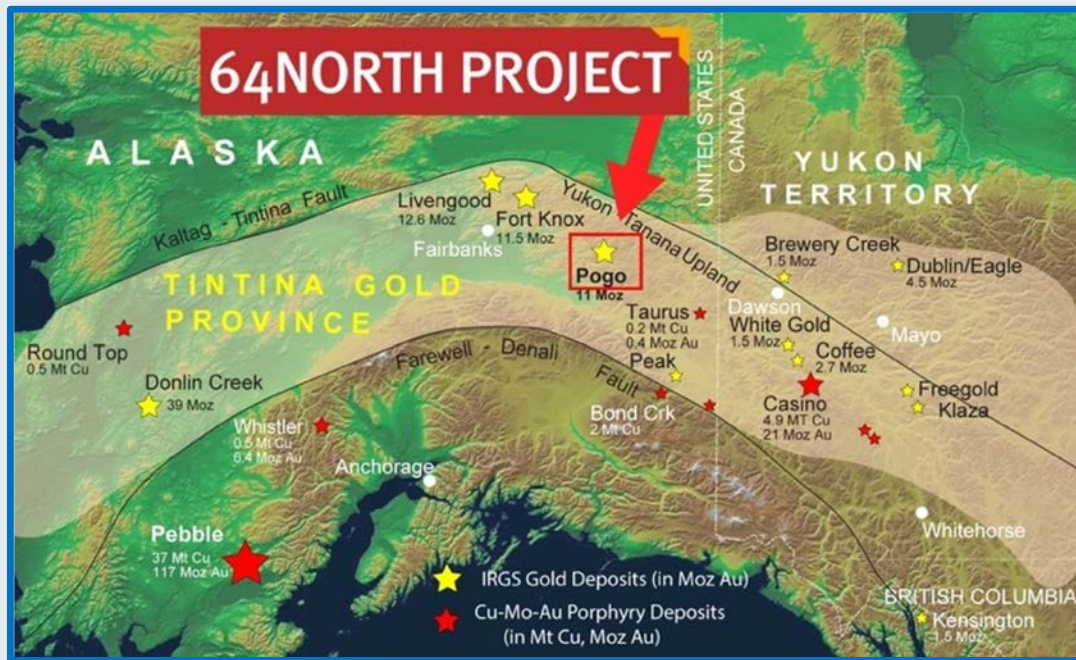 64NORTH PROJECT
ALASKA
UNITED STATES
CANADA
YUKON
TERRITORY
Kaltag - Tintina Fault
Livengood
12.6 Moz
Fort Knox
11.5 Moz
Fairbanks
Yukon - Tanana Upland
Pogo
11 Moz
Brewery Creek
1.5 Moz
Dublin/Eagle
4.5 Moz
Dawson
Mayo
TINTINA GOLD
PROVINCE
Taurus
0.2 Mt Cu
0.4 Moz Au
White Gold
1.5 Moz
Coffee
2.7 Moz
Round Top
0.5 Mt Cu
Farewell - Denali
Fault
Peak
Donlin Creek
39 Moz
Freegold
Klaza
Casino
4.9 MT Cu
21 Moz Au
Bond Crk
2 Mt Cu
Whistler
0.5 Mt Cu
6.4 Moz Au
Anchorage
Whitehorse
Pebble
37 Mt Cu
117 Moz Au
IRGS Gold Deposits (in Moz Au)
Cu-Mo-Au Porphyry Deposits
(in Mt Cu, Moz Au)
BRITISH COLUMBIA
Kensington
1.5 Moz